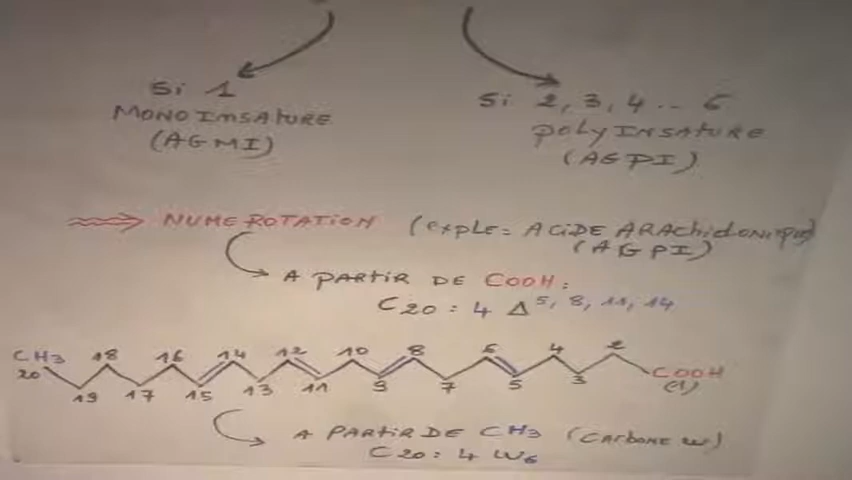 Si 1
MONOINSATURE
(AGMI)
Si 2, 3, 4 .. 6
POLYINSATURE
(AGPI)
NUMEROTATION (exple = ACIDE ARAchidONique)
(AGPI)
A PARTIR DE COOH :
C20 : 4 Δ 5, 8, 11, 14
CH3 18 16 14 12 10 8 6 4 2 COOH
20 19 17 15 13 11 9 7 5 3 (1)
A PARTIR DE CH3 (CARBONE ω)
C20 : 4 ω6